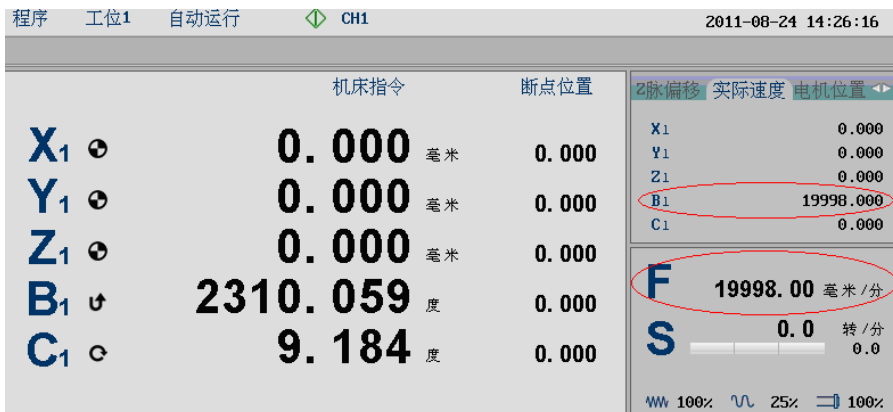 程序 工位1 自动运行 CH1 2011-08-24 14:26:16
机床指令 断点位置
X1 0.000 毫米 0.000
Y1 0.000 毫米 0.000
Z1 0.000 毫米 0.000
B1 2310.059 度 0.000
C1 9.184 度 0.000
Z脉偏移 实际速度 电机位置
X1 0.000
Y1 0.000
Z1 0.000
B1 19998.000
C1 0.000
F 19998.00 毫米/分
S 0.0 转/分
0.0
100% 25% 100%